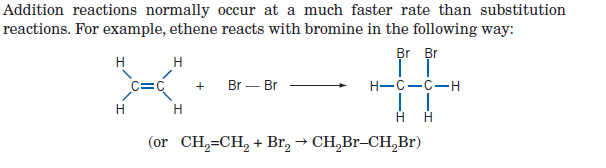 Addition reactions normally occur at a much faster rate than substitution
reactions. For example, ethene reacts with bromine in the following way:
Br Br
H H
C=C + Br — Br → H–C–C–H
H H H H
(or CH₂=CH₂ + Br₂ → CH₂Br–CH₂Br)